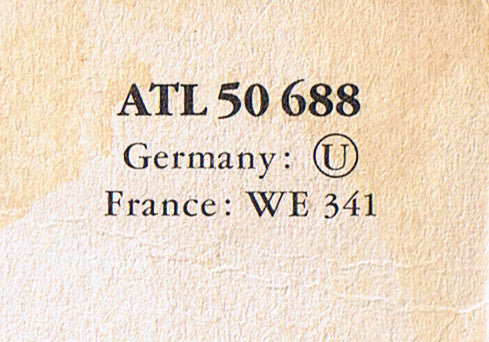 ATL 50 688
Germany: Ⓤ
France: WE 341